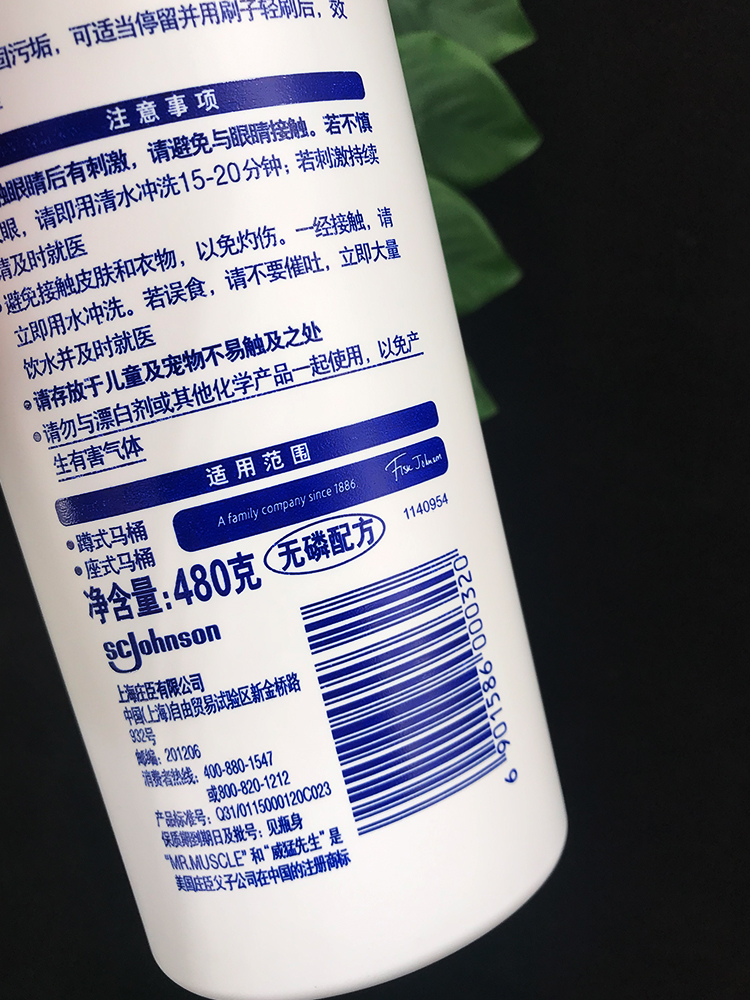 固污垢，可适当停留并用刷子轻刷后，效
注意事项
触眼睛后有刺激，请避免与眼睛接触。若不慎
眼，请即用清水冲洗15-20分钟；若刺激持续
请及时就医
避免接触皮肤和衣物，以免灼伤。一经接触，请
立即用水冲洗。若误食，请不要催吐，立即大量
饮水并及时就医
请存放于儿童及宠物不易触及之处
请勿与漂白剂或其他化学产品一起使用，以免产
生有害气体
适用范围
蹲式马桶
座式马桶
A family company since 1886.
Fisk Johnson
1140954
净含量:480克
无磷配方
SCJohnson
上海庄臣有限公司
中国(上海)自由贸易试验区新金桥路
932号
邮编：201206
消费者热线：400-880-1547
或800-820-1212
产品标准号：Q31/0115000120C023
保质期到期日及批号：见瓶身
“MR.MUSCLE”和“威猛先生”是
美国庄臣父子公司在中国的注册商标
6 901586 000320